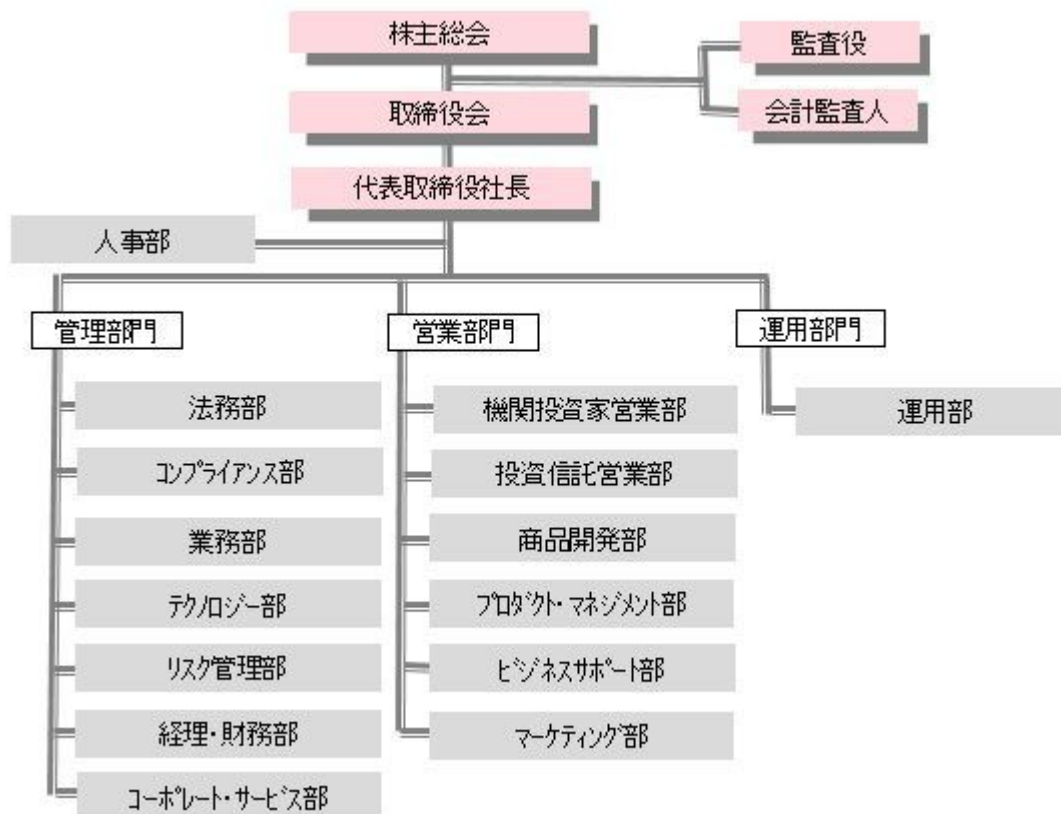 株主総会
監査役
取締役会
会計監査人
代表取締役社長
人事部
管理部門
営業部門
運用部門
法務部
機関投資家営業部
運用部
ｺﾝﾌﾟﾗｲｱﾝｽ部
投資信託営業部
業務部
商品開発部
ﾃｸﾉﾛｼﾞｰ部
ﾌﾟﾛﾀﾞｸﾄ・ﾏﾈｼﾞﾒﾝﾄ部
ﾘｽｸ管理部
ﾋﾞｼﾞﾈｽｻﾎﾟｰﾄ部
経理・財務部
ﾏｰｹﾃｨﾝｸﾞ部
ｺｰﾎﾟﾚｰﾄ・ｻｰﾋﾞｽ部